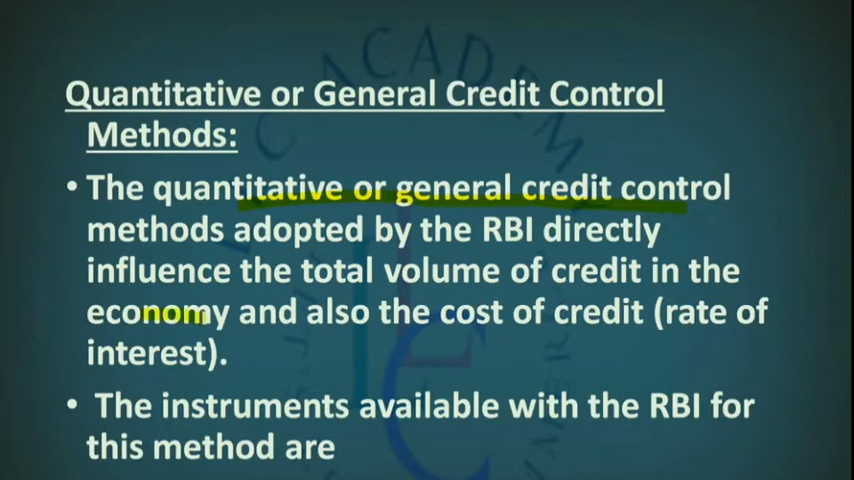 Quantitative or General Credit Control
Methods:
• The quantitative or general credit control
methods adopted by the RBI directly
influence the total volume of credit in the
economy and also the cost of credit (rate of
interest).
• The instruments available with the RBI for
this method are
ACADEMY